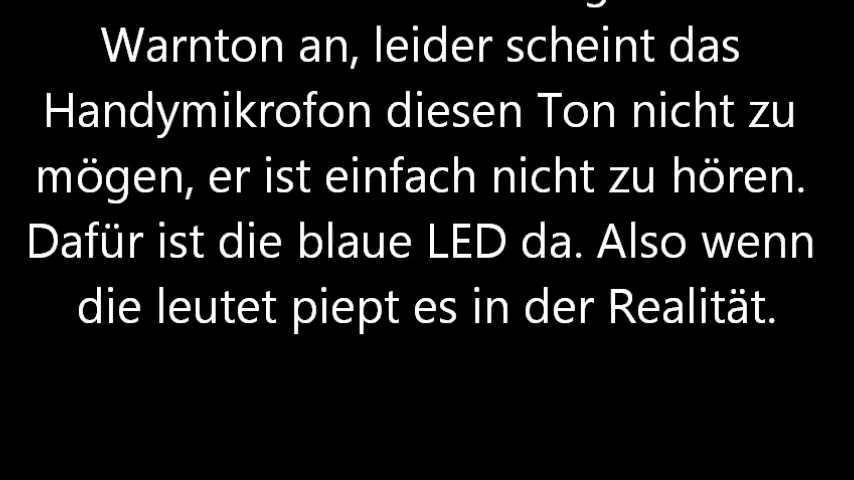 Warnton an, leider scheint das
Handymikrofon diesen Ton nicht zu
mögen, er ist einfach nicht zu hören.
Dafür ist die blaue LED da. Also wenn
die leutet piept es in der Realität.